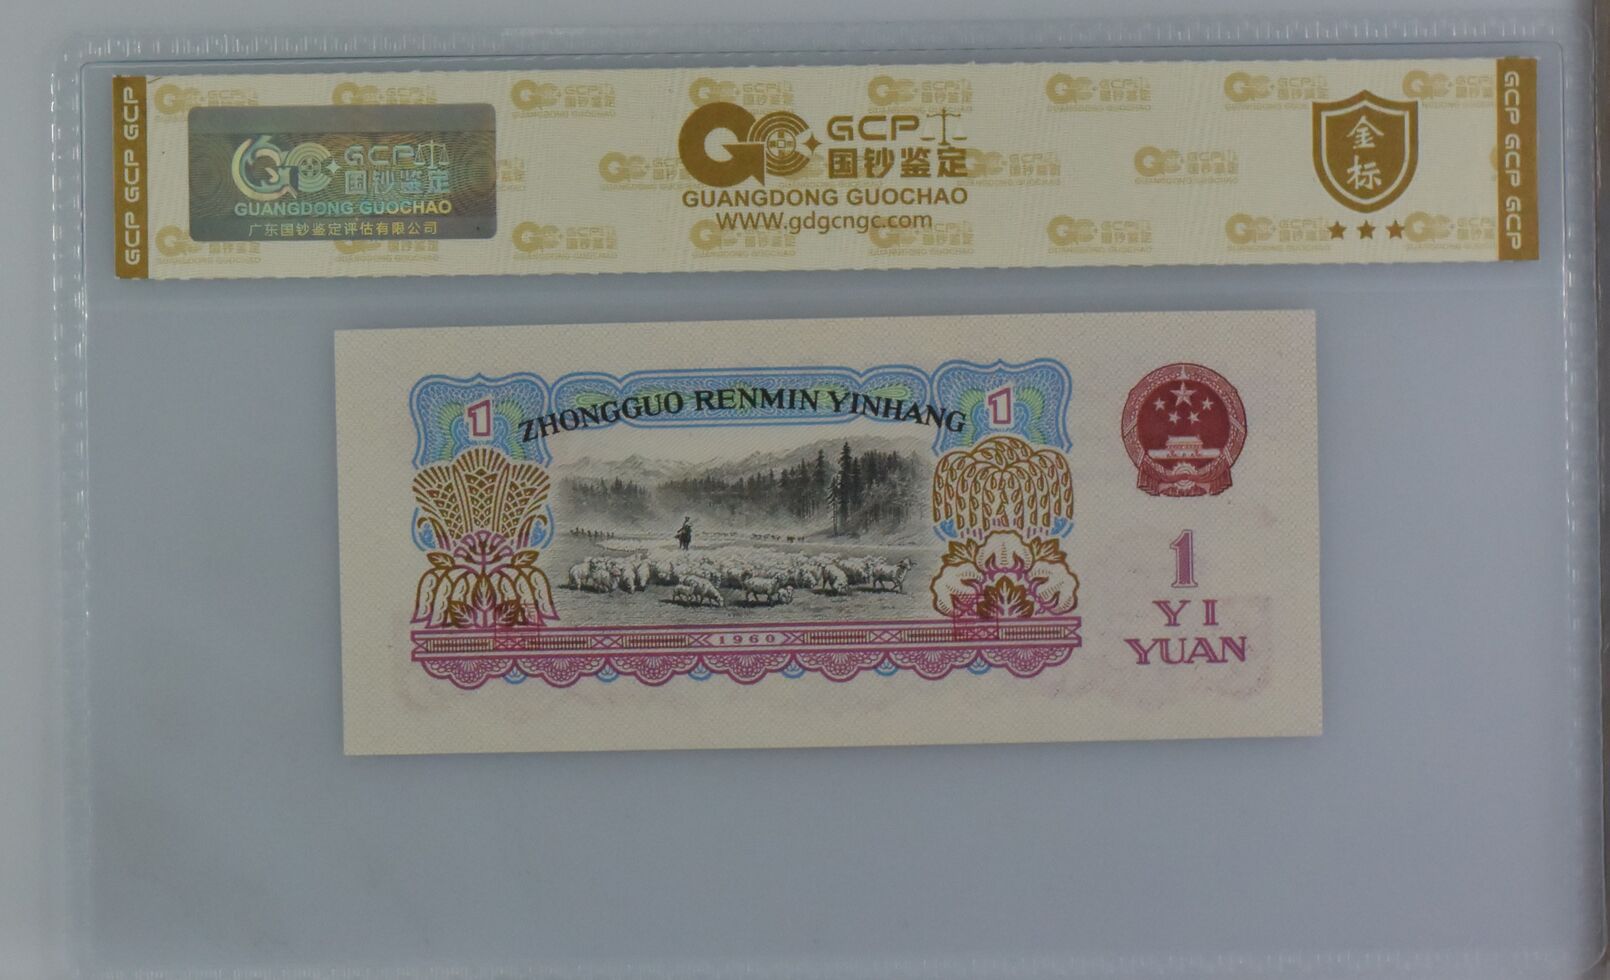 GCP GCP GCP
GCP
国钞鉴定
GUANGDONG GUOCHAO
广东国钞鉴定评估有限公司
GCP
国钞鉴定
GUANGDONG GUOCHAO
WWW.gdgcngc.com
金标
GCP GCP GCP
1
ZHONGGUO RENMIN YINHANG
1
1960
1
YI
YUAN